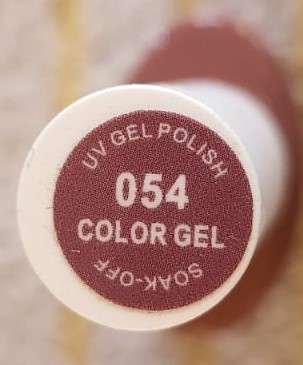 UV GEL POLISH
054
COLOR GEL
SOAK-OFF